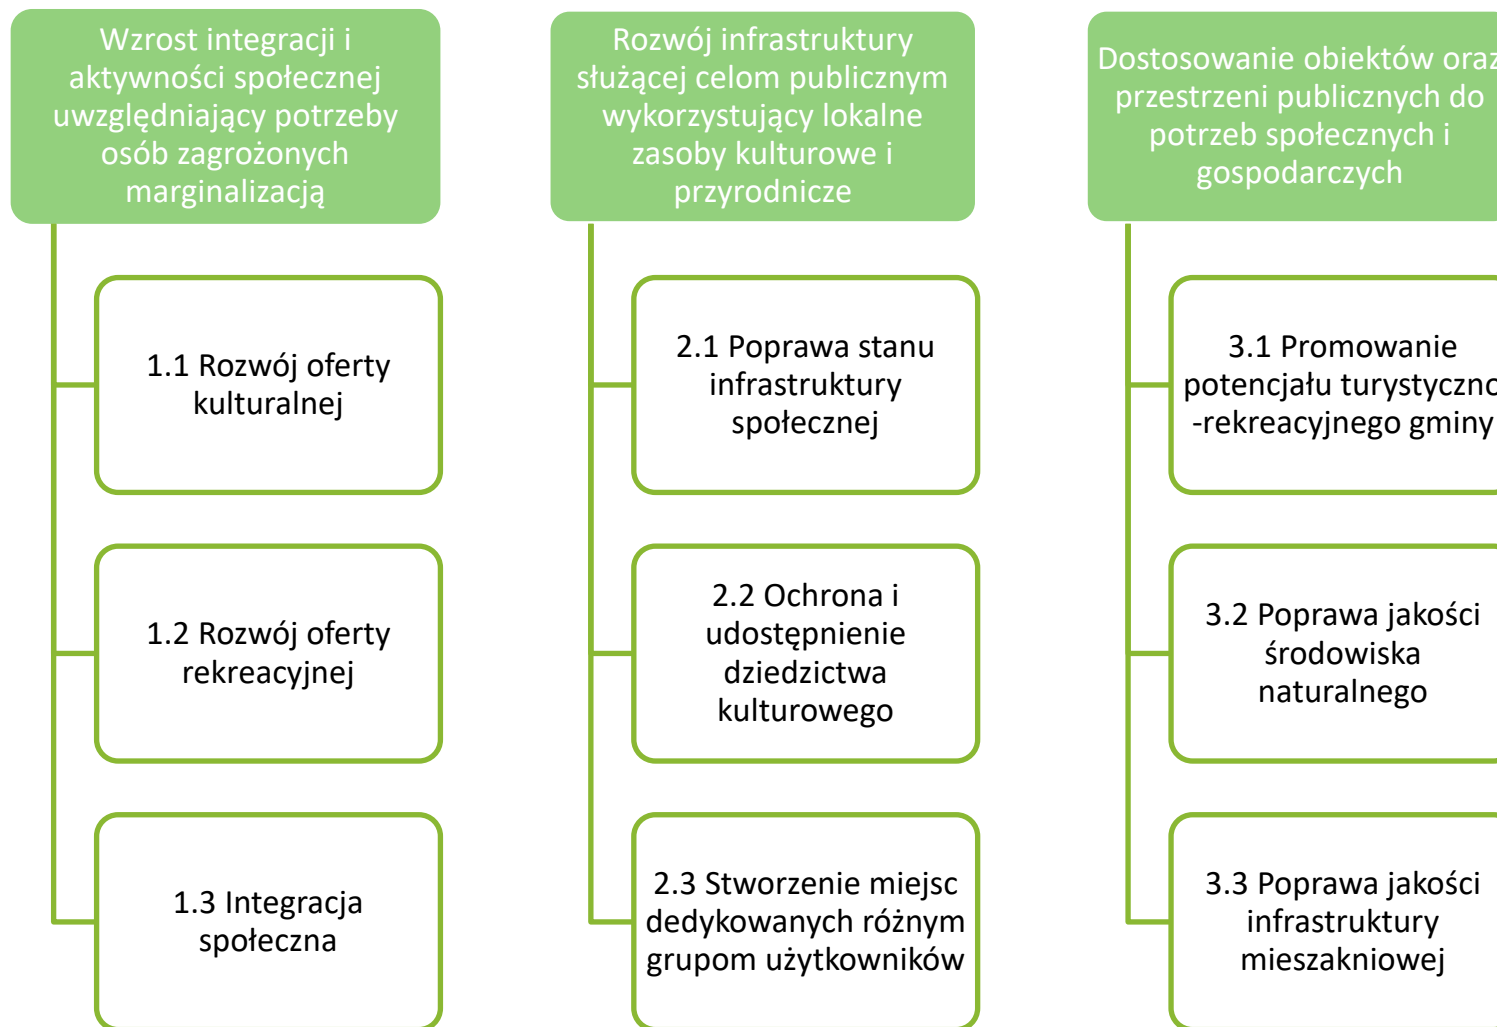 Wzrost integracji i
aktywności społecznej
uwzględniający potrzeby
osób zagrożonych
marginalizacją
1.1 Rozwój oferty
kulturalnej
1.2 Rozwój oferty
rekreacyjnej
1.3 Integracja
społeczna
Rozwój infrastruktury
służącej celom publicznym
wykorzystujący lokalne
zasoby kulturowe i
przyrodnicze
2.1 Poprawa stanu
infrastruktury
społecznej
2.2 Ochrona i
udostępnienie
dziedzictwa
kulturowego
2.3 Stworzenie miejsc
dedykowanych różnym
grupom użytkowników
Dostosowanie obiektów oraz
przestrzeni publicznych do
potrzeb społecznych i
gospodarczych
3.1 Promowanie
potencjału turystyczno
-rekreacyjnego gminy
3.2 Poprawa jakości
środowiska
naturalnego
3.3 Poprawa jakości
infrastruktury
mieszakniowej